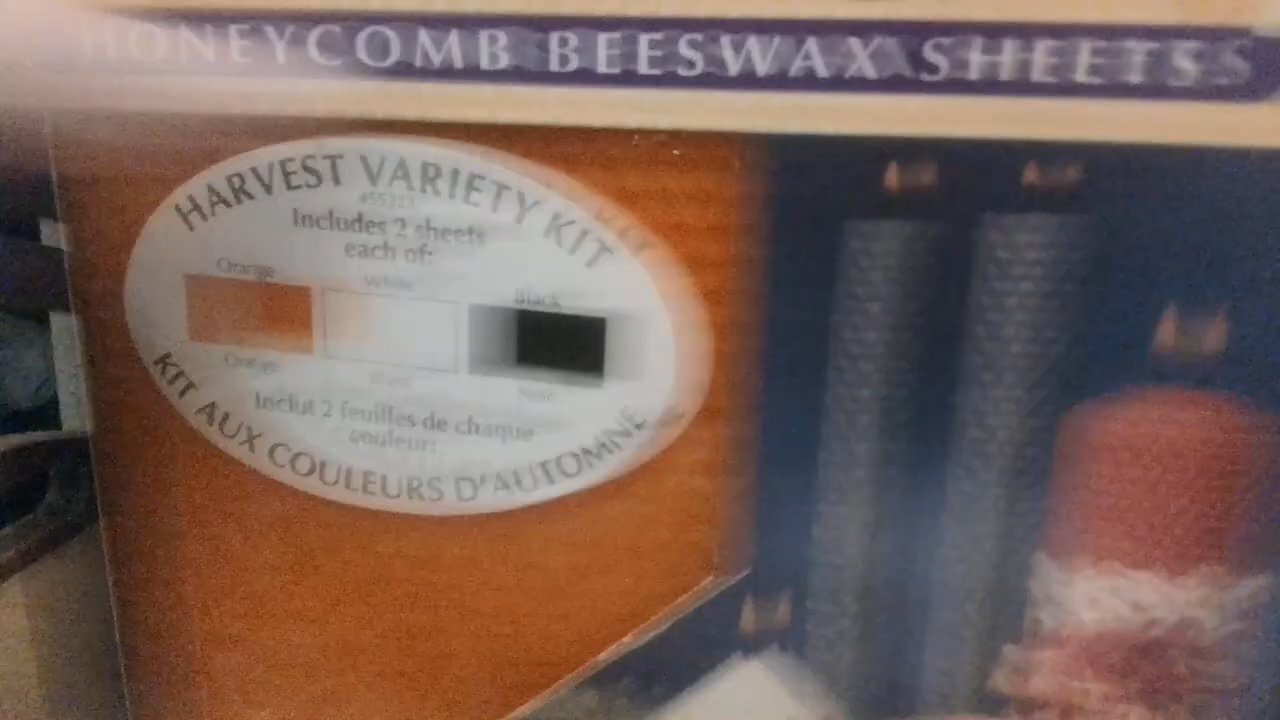 HONEYCOMB BEESWAX SHEETS
HARVEST VARIETY KIT
Includes 2 sheets
each of:
Orange White Black
Orange Noir
Inclut 2 feuilles de chaque
couleur:
KIT AUX COULEURS D'AUTOMNE